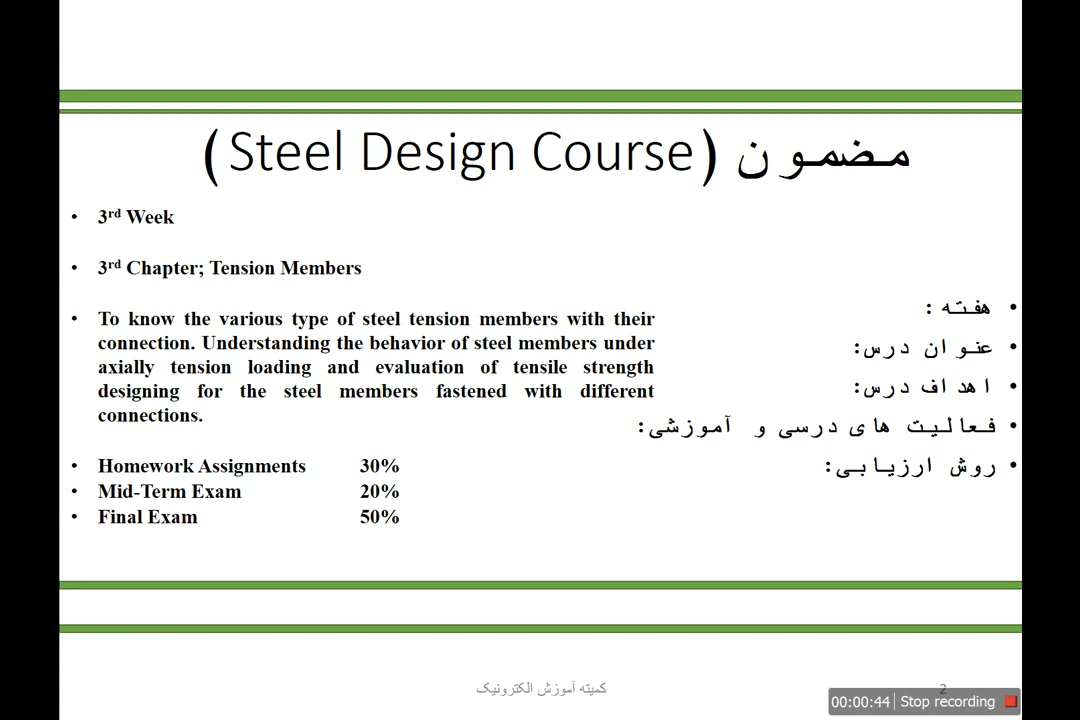 مضمون (Steel Design Course)
• 3rd Week
• 3rd Chapter; Tension Members
• To know the various type of steel tension members with their
connection. Understanding the behavior of steel members under
axially tension loading and evaluation of tensile strength
designing for the steel members fastened with different
connections.
• Homework Assignments 30%
• Mid-Term Exam 20%
• Final Exam 50%
• هفته :
• عنوان درس:
• اهداف درس:
• فعالیت های درسی و آموزشی:
• روش ارزیابی:
کمیته آموزش الکترونیک
2
00:00:44 Stop recording